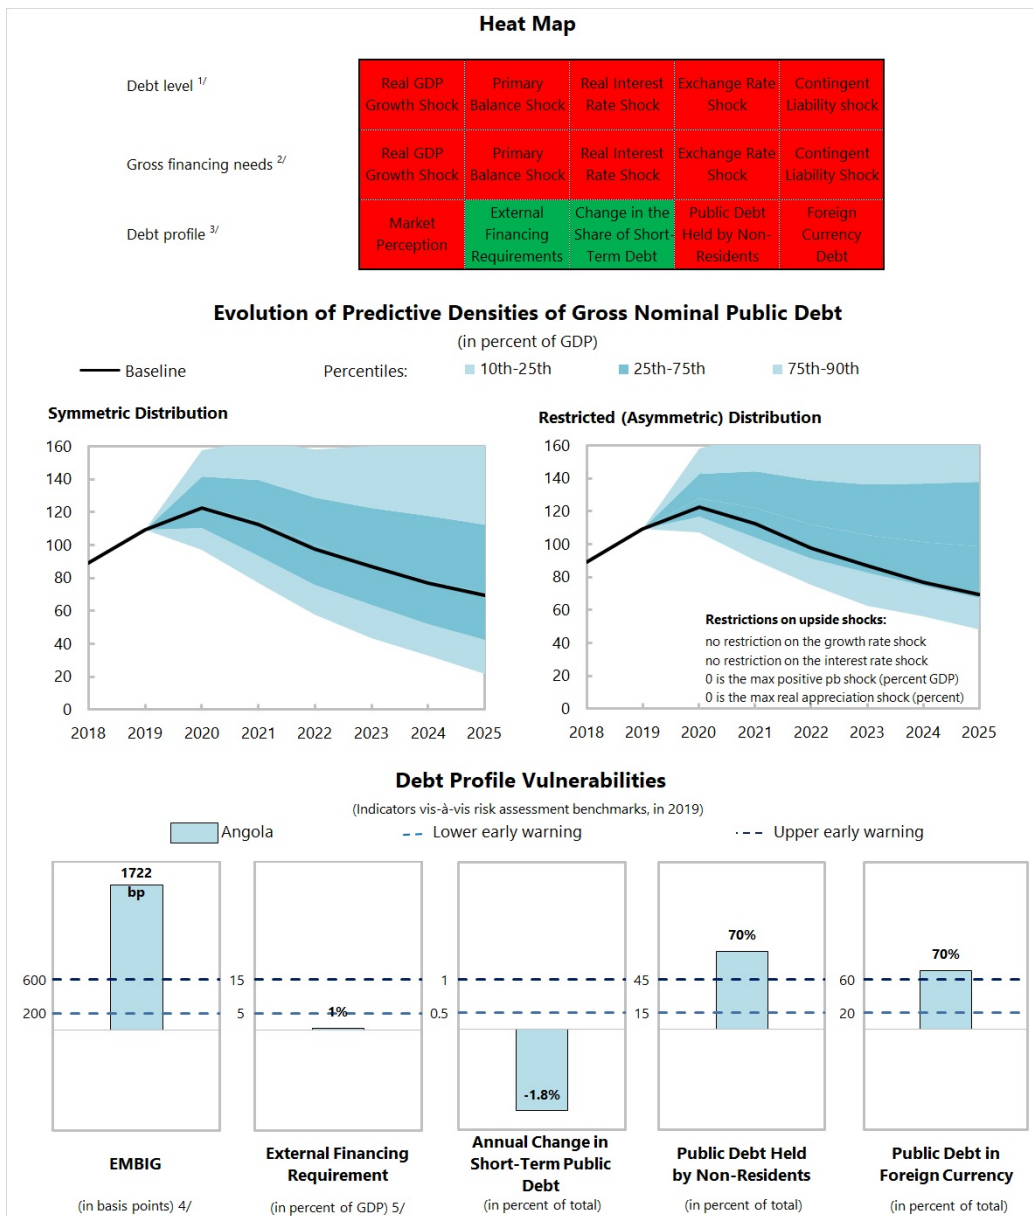 Heat Map
Debt level 1/
Real GDP Growth Shock
Primary Balance Shock
Real Interest Rate Shock
Exchange Rate Shock
Contingent Liability shock
Gross financing needs 2/
Real GDP Growth Shock
Primary Balance Shock
Real Interest Rate Shock
Exchange Rate Shock
Contingent Liability Shock
Debt profile 3/
Market Perception
External Financing Requirements
Change in the Share of Short-Term Debt
Public Debt Held by Non-Residents
Foreign Currency Debt
Evolution of Predictive Densities of Gross Nominal Public Debt
(in percent of GDP)
Baseline Percentiles: 10th-25th 25th-75th 75th-90th
Symmetric Distribution
160
140
120
100
80
60
40
20
0
2018 2019 2020 2021 2022 2023 2024 2025
Restricted (Asymmetric) Distribution
160
140
120
100
80
60
40
20
0
Restrictions on upside shocks:
no restriction on the growth rate shock
no restriction on the interest rate shock
0 is the max positive pb shock (percent GDP)
0 is the max real appreciation shock (percent)
2018 2019 2020 2021 2022 2023 2024 2025
Debt Profile Vulnerabilities
(Indicators vis-à-vis risk assessment benchmarks, in 2019)
Angola Lower early warning Upper early warning
1722
bp
600
200
EMBIG
(in basis points) 4/
15
5
1%
External Financing
Requirement
(in percent of GDP) 5/
1
0.5
-1.8%
Annual Change in
Short-Term Public
Debt
(in percent of total)
70%
45
15
Public Debt Held
by Non-Residents
(in percent of total)
70%
60
20
Public Debt in
Foreign Currency
(in percent of total)